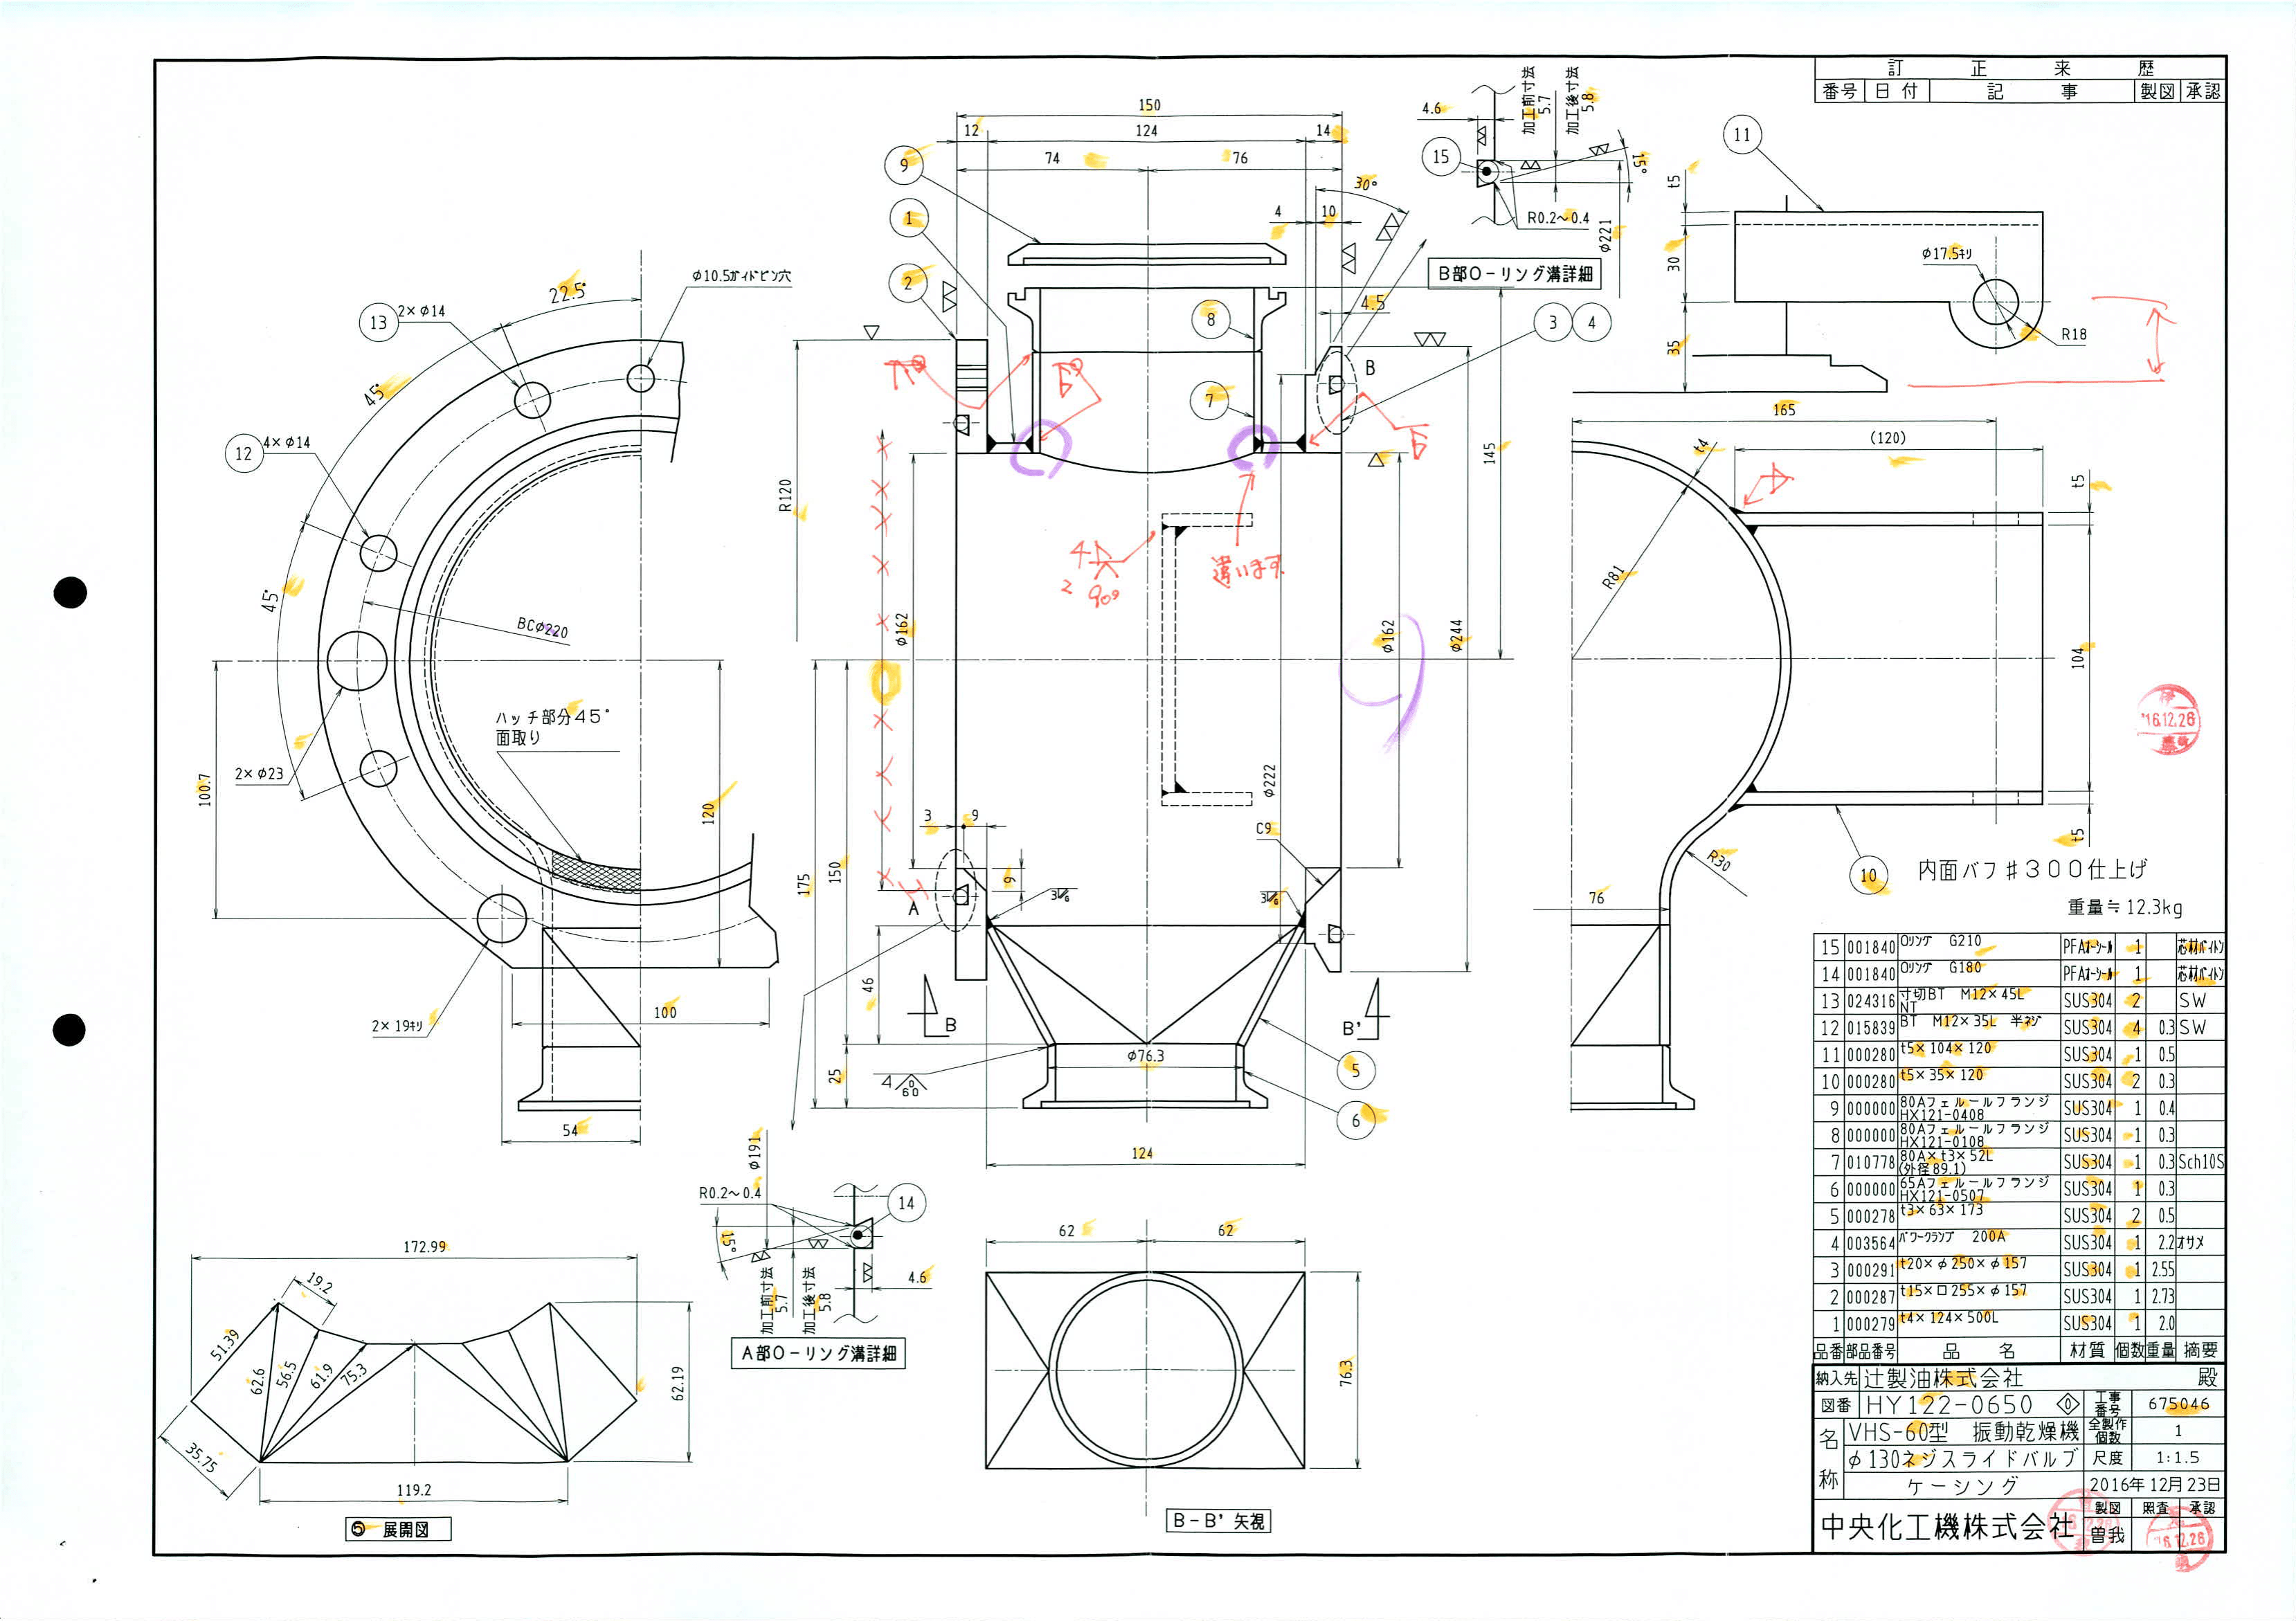 訂正来歴
番号 日付 記事 製図 承認
150
12 124 14
74 76
9
1
2
13 2×φ14
22.5°
φ10.5ガイドピン穴
45°
12 4×φ14
45°
BCφ220
ハッチ部分45°
面取り
2×φ23
100.7
120
2×19キリ
100
54
R120
8
7
30°
4 10
4.5
3 4
B
145
φ162
φ162
φ244
φ222
違います
4
2 90°
3 9
9
A
C9
175
150
46
25
B
B'
φ76.3
4
60
5
6
124
4.6
加工前寸法
5.7
加工後寸法
5.8
15°
15
R0.2〜0.4
φ221
B部O-リング溝詳細
11
t5
30
35
φ17.5キリ
R18
165
(120)
t4
t5
R81
104
t5
R30
76
10
内面バフ#300仕上げ
重量≒12.3kg
'16.12.26
φ191
R0.2〜0.4
14
15°
加工前寸法
5.7
加工後寸法
5.8
4.6
A部O-リング溝詳細
172.99
19.2
51.39
62.6
56.5
61.9
75.3
62.19
35.75
119.2
5 展開図
62 62
76.3
B-B' 矢視
15 001840 Oリング G210 PFAオーシール 1 芯材バイトン
14 001840 Oリング G180 PFAオーシール 1 芯材バイトン
13 024316 寸切BT M12×45L NT SUS304 2 SW
12 015839 BT M12×35L 半ネジ SUS304 4 0.3 SW
11 000280 t5×104×120 SUS304 1 0.5
10 000280 t5×35×120 SUS304 2 0.3
9 000000 80Aフェルールフランジ HX121-0408 SUS304 1 0.4
8 000000 80Aフェルールフランジ HX121-0108 SUS304 1 0.3
7 010778 80A×t3×52L (外径89.1) SUS304 1 0.3 Sch10S
6 000000 65Aフェルールフランジ HX121-0507 SUS304 1 0.3
5 000278 t3×63×173 SUS304 2 0.5
4 003564 パワークランプ 200A SUS304 1 2.2 オサメ
3 000291 t20×φ250×φ157 SUS304 1 2.55
2 000287 t15×□255×φ157 SUS304 1 2.73
1 000279 t4×124×500L SUS304 1 2.0
品番 部品番号 品名 材質 個数 重量 摘要
納入先 辻製油株式会社 殿
図番 HY122-0650 0 工事番号 675046
名称 VHS-60型 振動乾燥機 全製作個数 1
φ130ネジスライドバルブ 尺度 1:1.5
ケーシング 2016年12月23日
中央化工機株式会社 製図 照査 承認
曽我